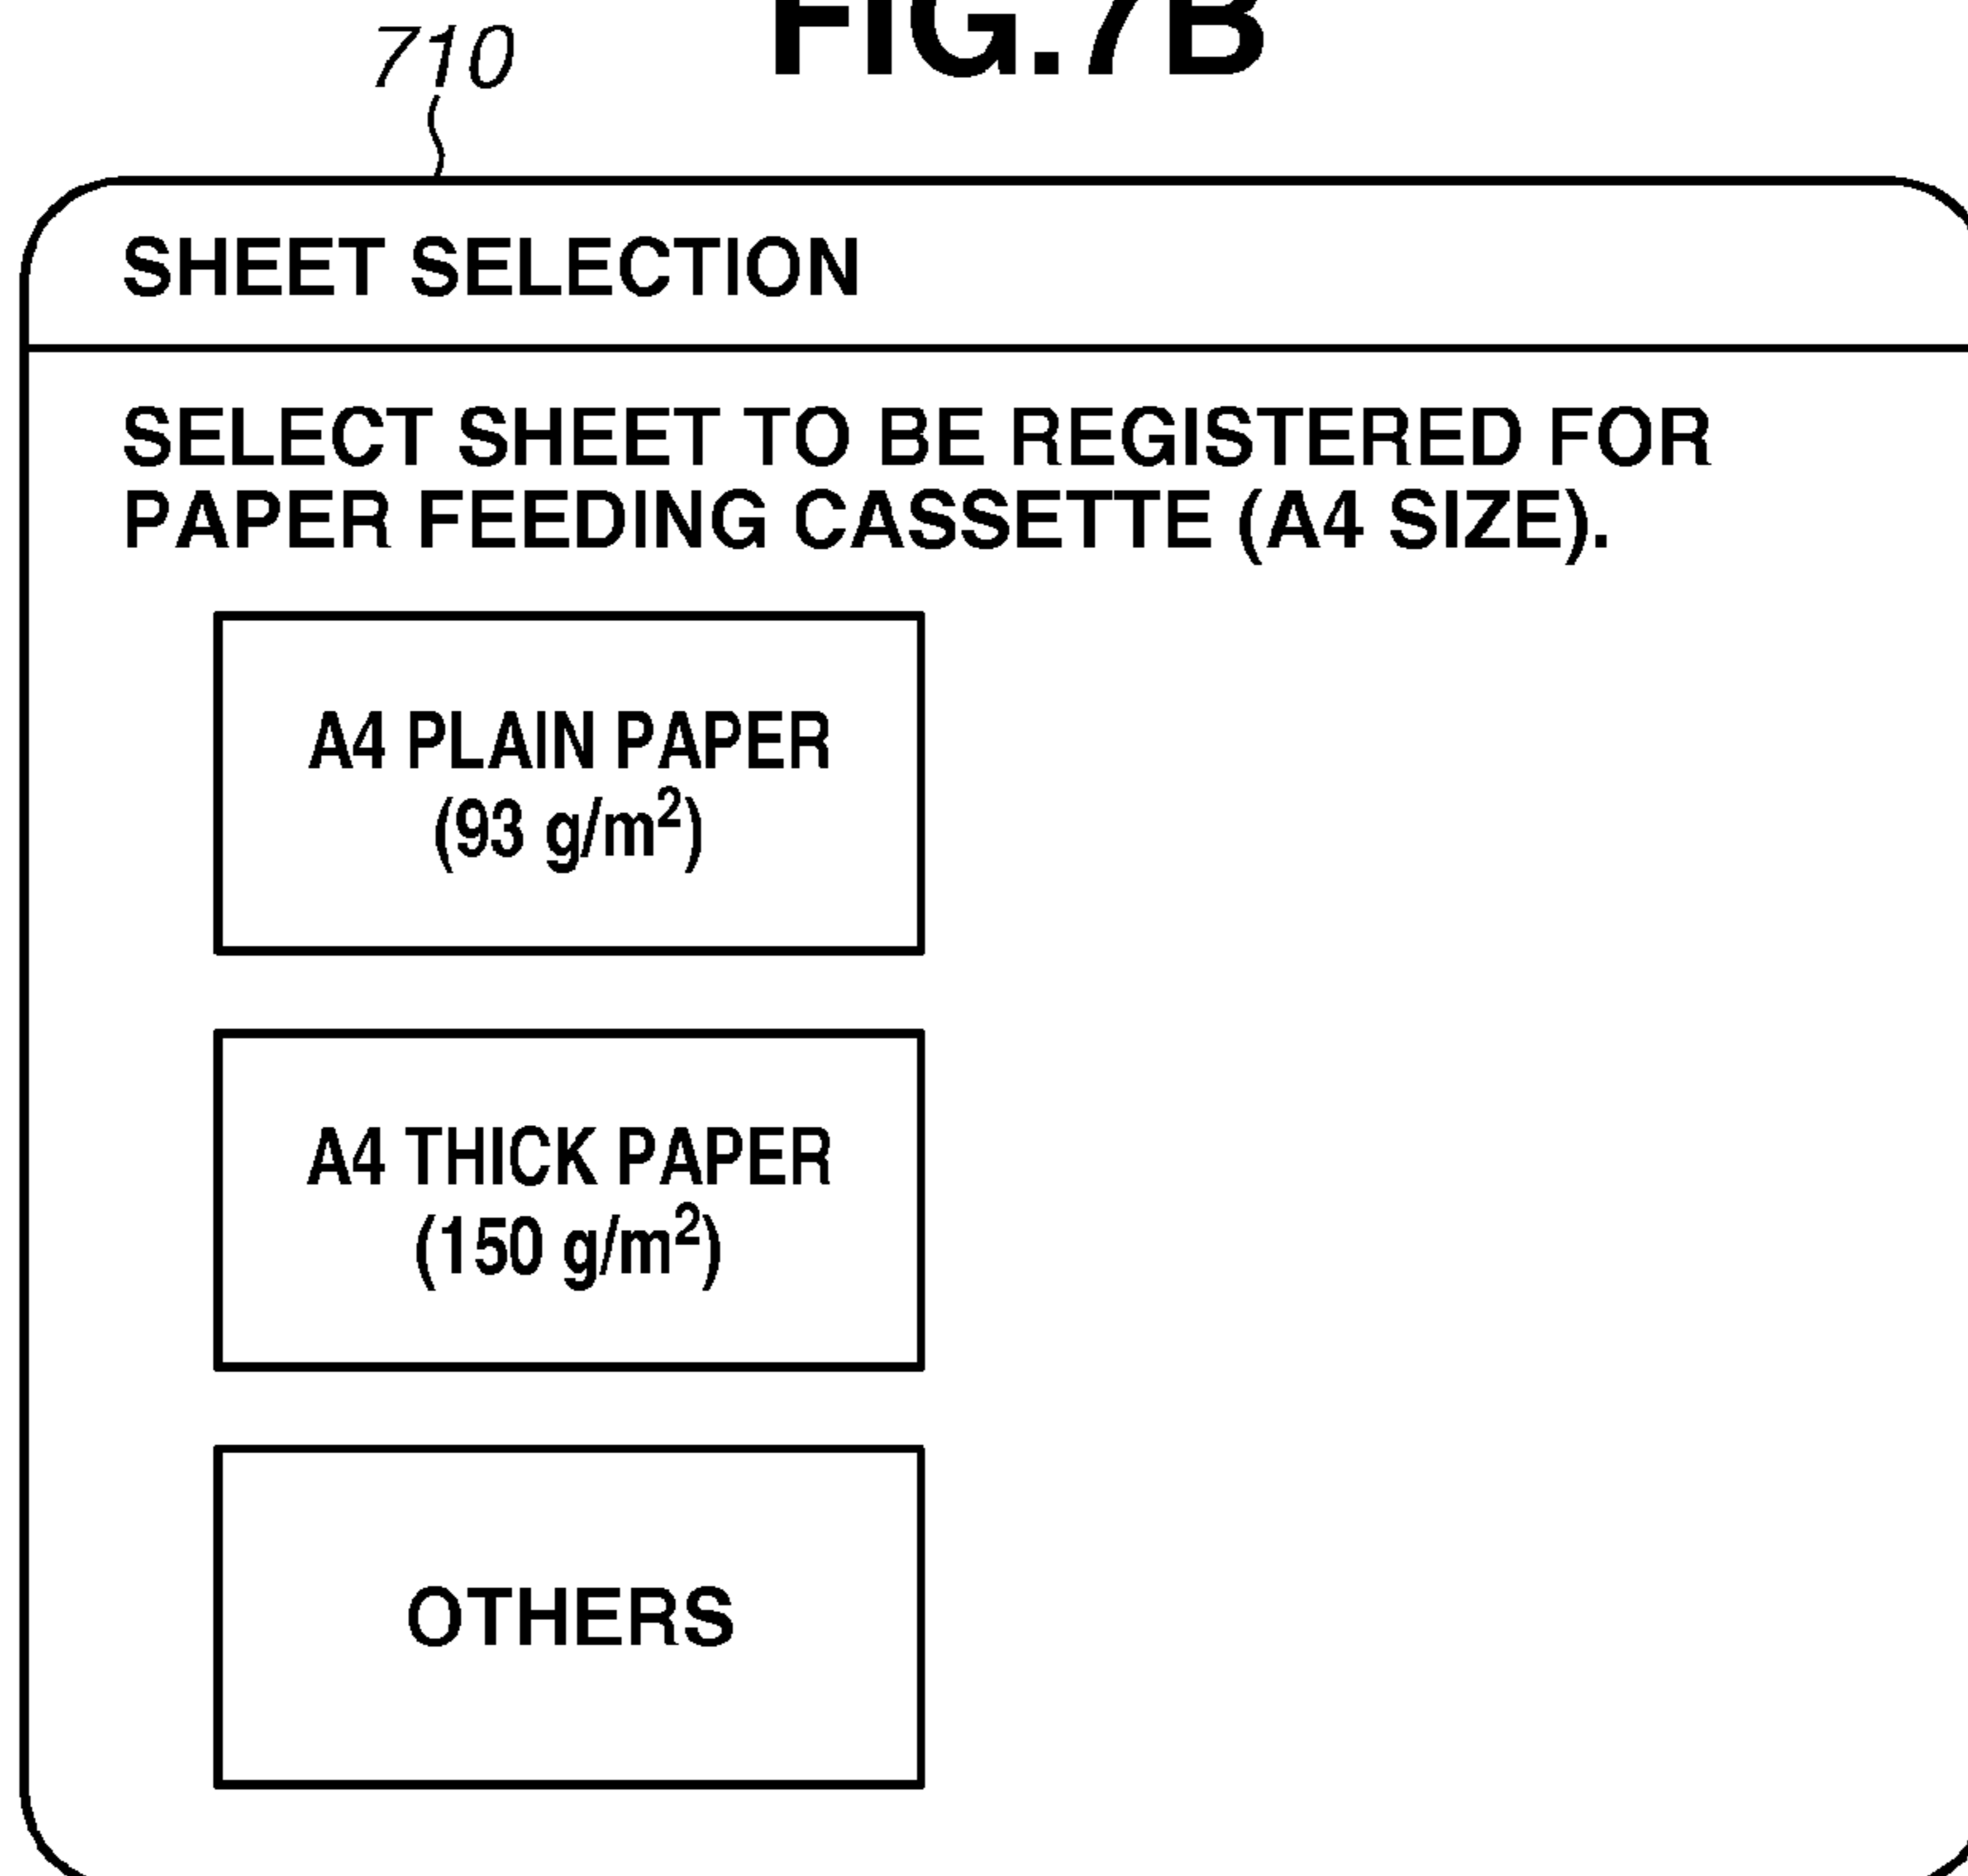 FIG.7B
710
SHEET SELECTION
SELECT SHEET TO BE REGISTERED FOR
PAPER FEEDING CASSETTE (A4 SIZE).
A4 PLAIN PAPER
(93 g/m²)
A4 THICK PAPER
(150 g/m²)
OTHERS